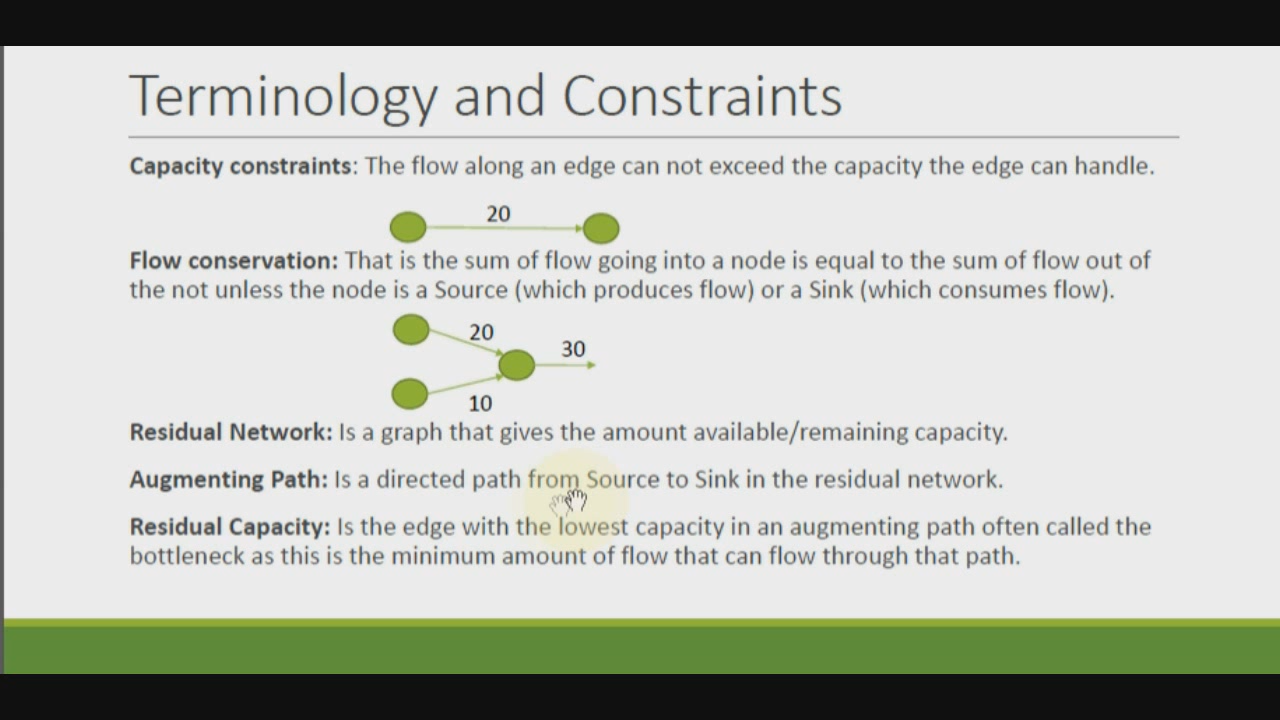 Terminology and Constraints
Capacity constraints: The flow along an edge can not exceed the capacity the edge can handle.
20
Flow conservation: That is the sum of flow going into a node is equal to the sum of flow out of
the not unless the node is a Source (which produces flow) or a Sink (which consumes flow).
20
30
10
Residual Network: Is a graph that gives the amount available/remaining capacity.
Augmenting Path: Is a directed path from Source to Sink in the residual network.
Residual Capacity: Is the edge with the lowest capacity in an augmenting path often called the
bottleneck as this is the minimum amount of flow that can flow through that path.